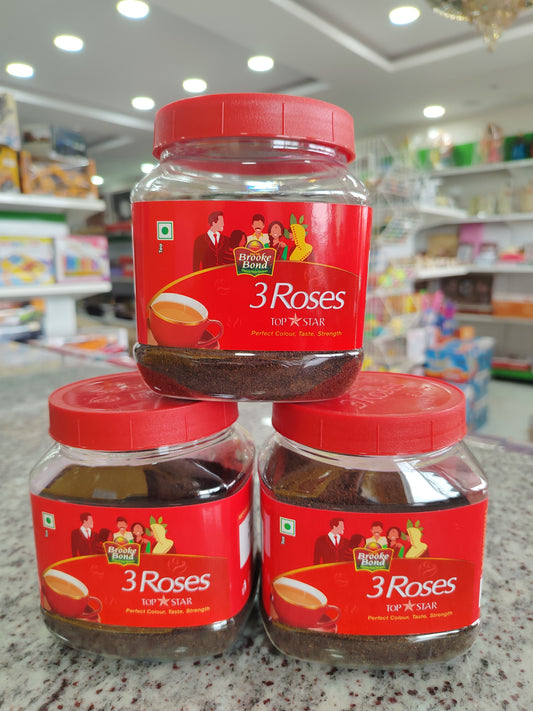 Tea
Brooke
Bond
3 Roses
TOP STAR
Perfect Colour, Taste, Strength
Brooke
Bond
3 Roses
TOP STAR
Perfect Colour, Taste, Strength
Brooke
Bond
3 Roses
TOP STAR
Perfect Colour, Taste, Strength